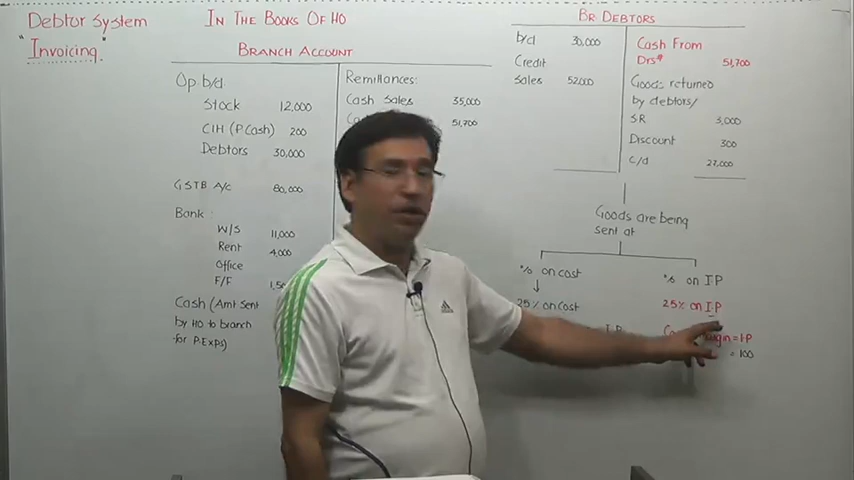 Debtor System
"Invoicing"
In The Books Of HO
Branch Account
Op b/d
Stock 12,000
CIH (P Cash) 200
Debtors 30,000
GSTB A/c 80,000
Bank:
W/S 11,000
Rent 4,000
Office
F/F
Cash (Amt Sent
by HO to branch
for P.Exps)
Remittances:
Cash Sales 35,000
51,700
Br Debtors
b/d 30,000
Credit
Sales 52,000
Cash From
Drs* 51,700
Goods returned
by debtors/
SR 3,000
Discount 300
c/d 27,000
Goods are being
sent at
% on cost
25% on Cost
% on IP
25% on I.P
= I.P
= 100